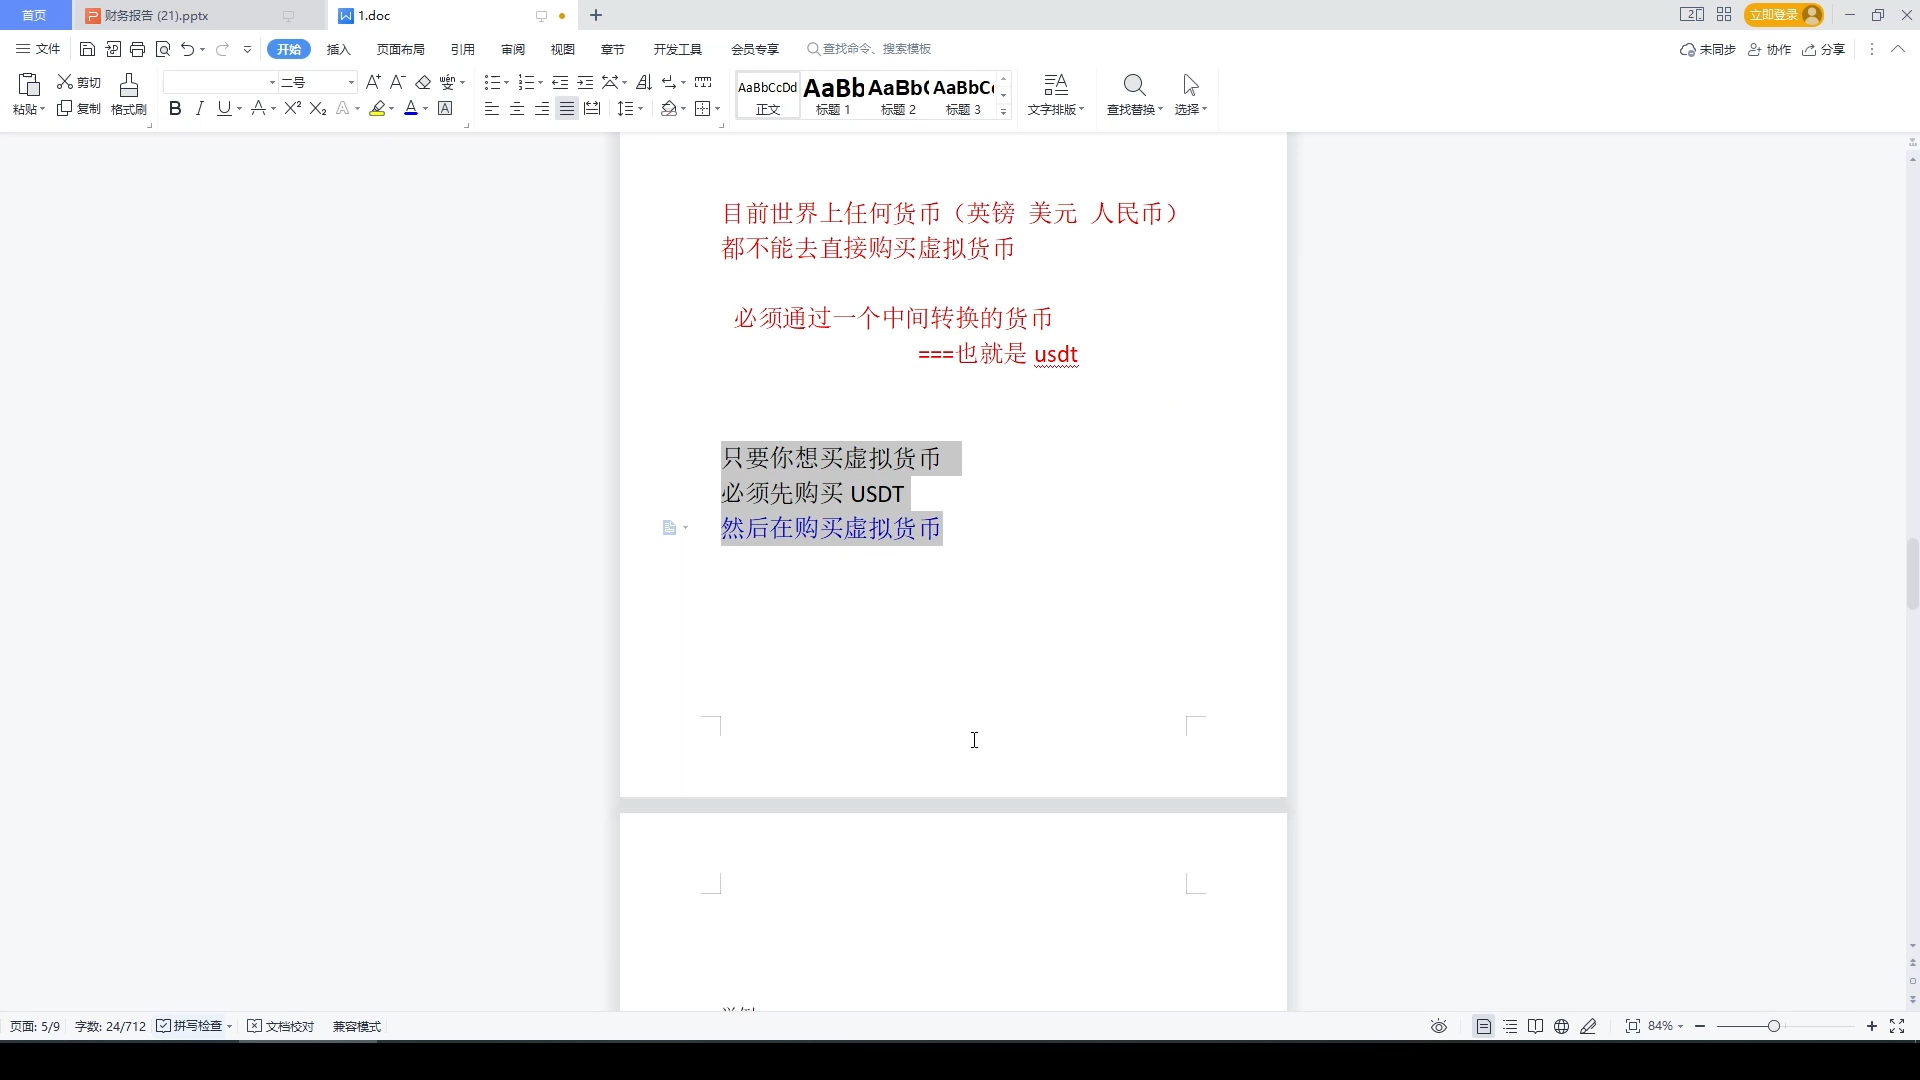 首页
财务报告 (21).pptx
1.doc
立即登录
文件
开始
插入
页面布局
引用
审阅
视图
章节
开发工具
会员专享
查找命令、搜索模板
未同步
协作
分享
粘贴
剪切
复制
格式刷
二号
AaBbCcDd
正文
标题 1
标题 2
标题 3
文字排版
查找替换
选择
目前世界上任何货币（英镑 美元 人民币）
都不能去直接购买虚拟货币
必须通过一个中间转换的货币
===也就是 usdt
只要你想买虚拟货币
必须先购买 USDT
然后在购买虚拟货币
页面: 5/9
字数: 24/712
拼写检查
文档校对
兼容模式
84%